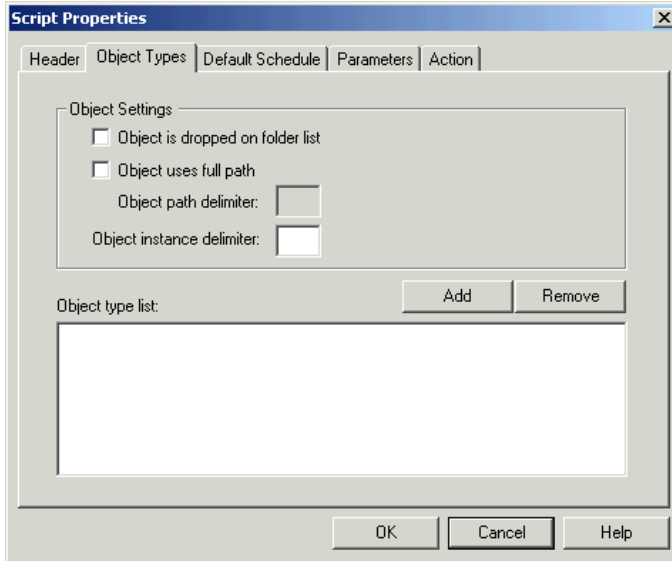 Script Properties
Header Object Types Default Schedule Parameters Action
Object Settings
Object is dropped on folder list
Object uses full path
Object path delimiter:
Object instance delimiter:
Add Remove
Object type list:
OK Cancel Help